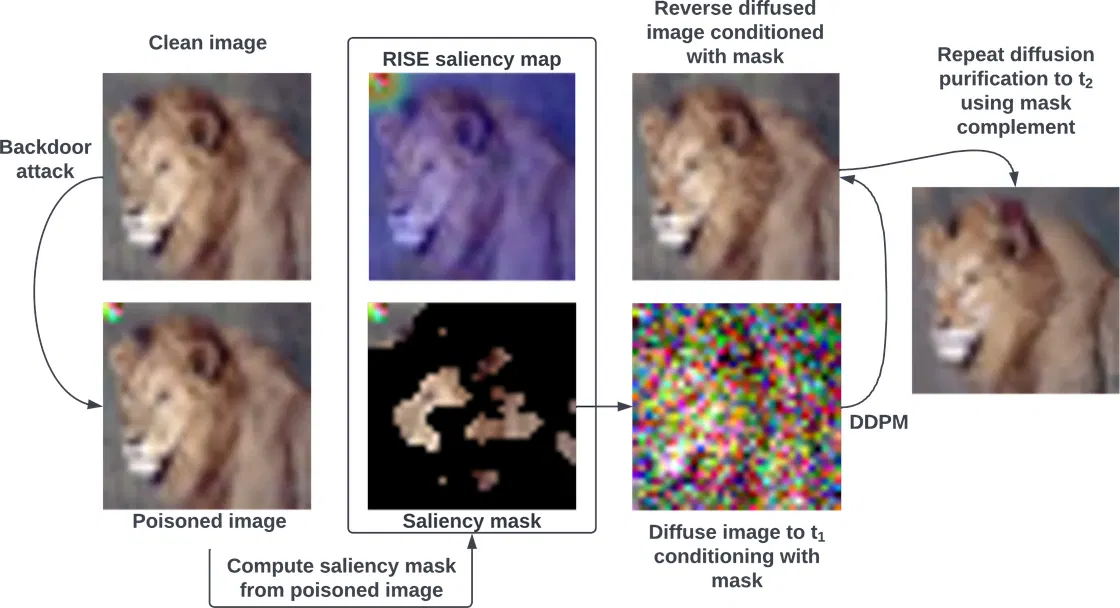 Clean image
Backdoor
attack
Poisoned image
RISE saliency map
Saliency mask
Compute saliency mask
from poisoned image
Reverse diffused
image conditioned
with mask
Diffuse image to t₁
conditioning with
mask
DDPM
Repeat diffusion
purification to t₂
using mask
complement